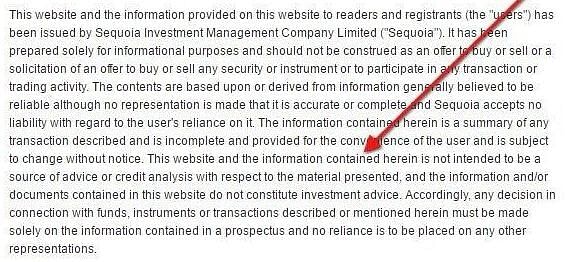 This website and the information provided on this website to readers and registrants (the "users") has
been issued by Sequoia Investment Management Company Limited ("Sequoia"). It has been
prepared solely for informational purposes and should not be construed as an offer to buy or sell or a
solicitation of an offer to buy or sell any security or instrument or to participate in any transaction or
trading activity. The contents are based upon or derived from information generally believed to be
reliable although no representation is made that it is accurate or complete and Sequoia accepts no
liability with regard to the user's reliance on it. The information contained herein is a summary of any
transaction described and is incomplete and provided for the convenience of the user and is subject
to change without notice. This website and the information contained herein is not intended to be a
source of advice or credit analysis with respect to the material presented, and the information and/or
documents contained in this website do not constitute investment advice. Accordingly, any decision in
connection with funds, instruments or transactions described or mentioned herein must be made
solely on the information contained in a prospectus and no reliance is to be placed on any other
representations.